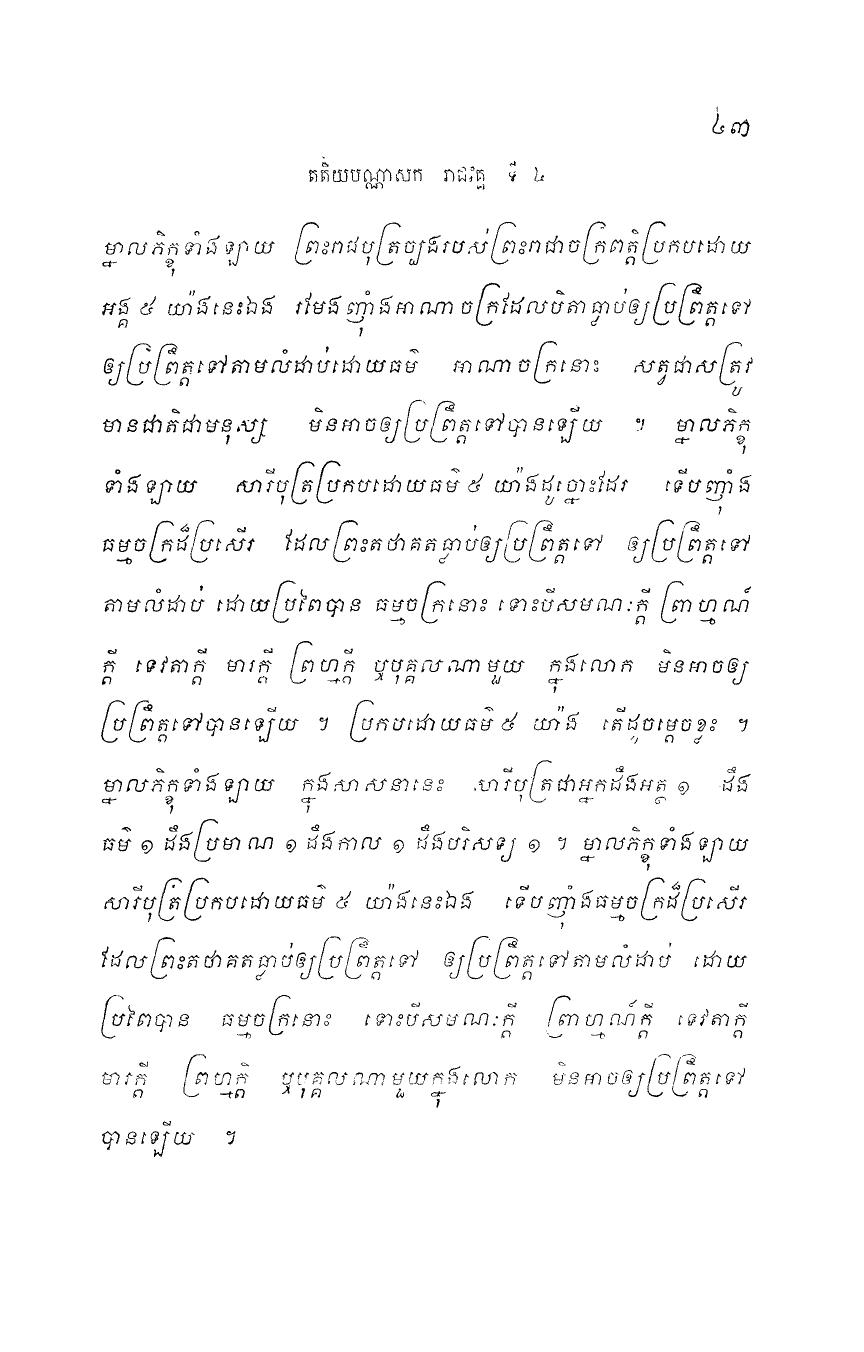 ៤៣
តតិយបណ្ណាសក រាជវគ្គ ទី ៤
ម្នាលភិក្ខុទាំងឡាយ ព្រះរាជបុត្រច្បងរបស់ព្រះរាជាចក្រពត្តិប្រកបដោយ
អង្គ ៥ យ៉ាងនេះឯង រមែងញ៉ាំងអាណាចក្រដែលបិតាធ្លាប់ឲ្យប្រព្រឹត្តទៅ
ឲ្យប្រព្រឹត្តទៅតាមលំដាប់ដោយធម៌ អាណាចក្រនោះ សត្វជាសត្រូវ
មានជាតិជាមនុស្ស មិនអាចឲ្យប្រព្រឹត្តទៅបានឡើយ ។ ម្នាលភិក្ខុ
ទាំងឡាយ សារីបុត្រប្រកបដោយធម៌ ៥ យ៉ាងដូច្នោះដែរ ទើបញ៉ាំង
ធម្មចក្រដ៏ប្រសើរ ដែលព្រះតថាគតធ្លាប់ឲ្យប្រព្រឹត្តទៅ ឲ្យប្រព្រឹត្តទៅ
តាមលំដាប់ ដោយប្រពៃបាន ធម្មចក្រនោះ ទោះបីសមណៈក្តី ព្រាហ្មណ៍
ក្តី ទេវតាក្តី មារក្តី ព្រហ្មក្តី ឬបុគ្គលណាមួយ ក្នុងលោក មិនអាចឲ្យ
ប្រព្រឹត្តទៅបានឡើយ ។ ប្រកបដោយធម៌ ៥ យ៉ាង តើដូចម្តេចខ្លះ ។
ម្នាលភិក្ខុទាំងឡាយ ក្នុងសាសនានេះ សារីបុត្រជាអ្នកដឹងអត្ថ ១ ដឹង
ធម៌ ១ ដឹងប្រមាណ ១ ដឹងកាល ១ ដឹងបរិសទ្យ ១ ។ ម្នាលភិក្ខុទាំងឡាយ
សារីបុត្រប្រកបដោយធម៌ ៥ យ៉ាងនេះឯង ទើបញ៉ាំងធម្មចក្រដ៏ប្រសើរ
ដែលព្រះតថាគតធ្លាប់ឲ្យប្រព្រឹត្តទៅ ឲ្យប្រព្រឹត្តទៅតាមលំដាប់ ដោយ
ប្រពៃបាន ធម្មចក្រនោះ ទោះបីសមណៈក្តី ព្រាហ្មណ៍ក្តី ទេវតាក្តី
មារក្តី ព្រហ្មក្តិ ឬបុគ្គលណាមួយក្នុងលោក មិនអាចឲ្យប្រព្រឹត្តទៅ
បានឡើយ ។